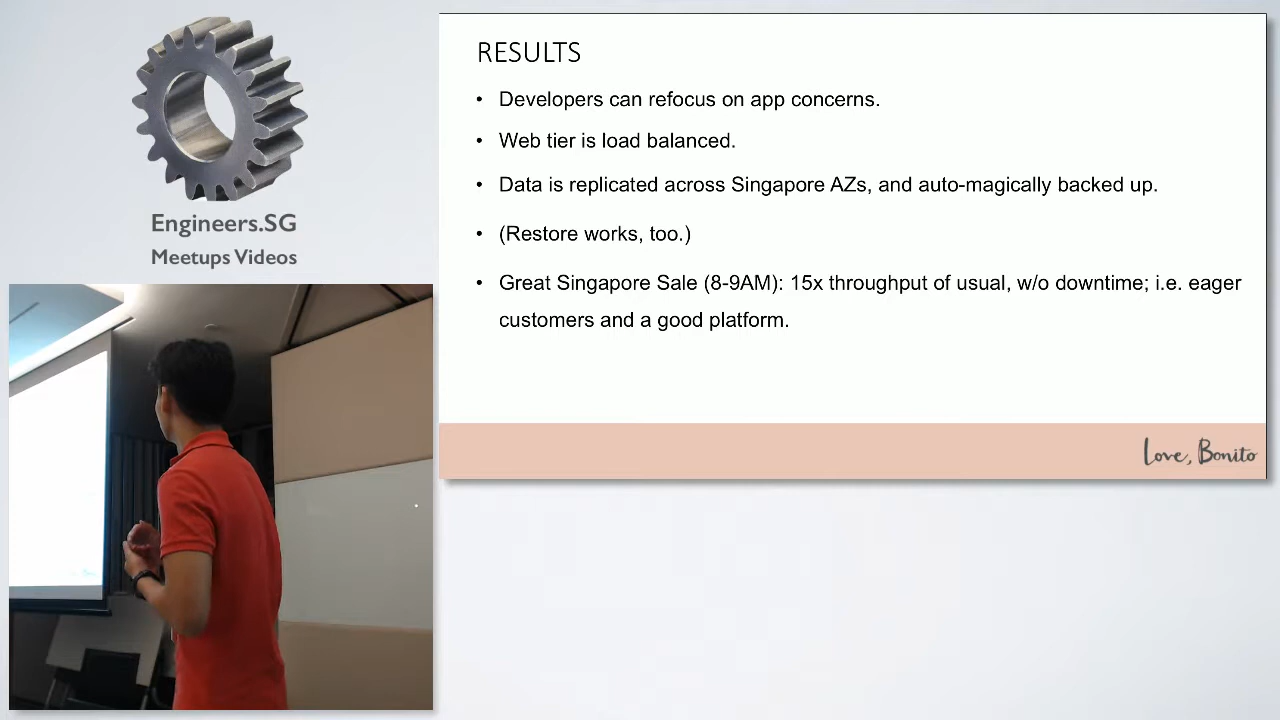 Engineers.SG
Meetups Videos
RESULTS
• Developers can refocus on app concerns.
• Web tier is load balanced.
• Data is replicated across Singapore AZs, and auto-magically backed up.
• (Restore works, too.)
• Great Singapore Sale (8-9AM): 15x throughput of usual, w/o downtime; i.e. eager
customers and a good platform.
Love, Bonito